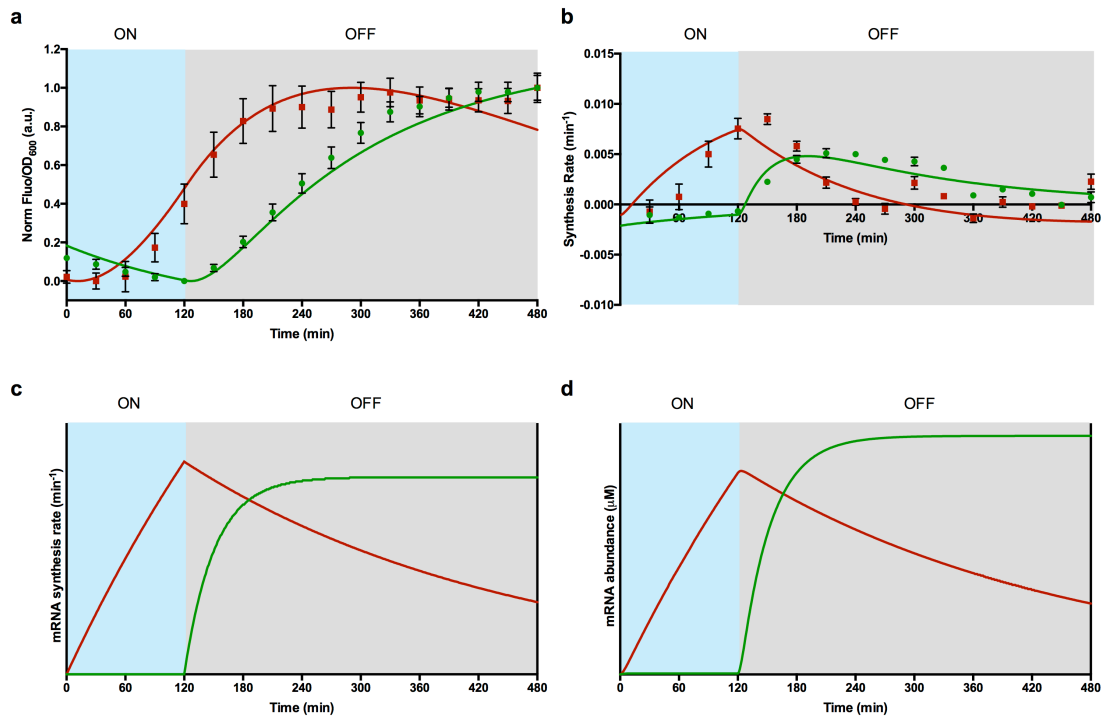 a
ON OFF
Norm Fluo/OD600 (a.u.)
1.2
1.0
0.8
0.6
0.4
0.2
0.0
0 60 120 180 240 300 360 420 480
Time (min)
b
ON OFF
Synthesis Rate (min-1)
0.015
0.010
0.005
0.000
-0.005
-0.010
60 120 180 240 300 360 420 480
Time (min)
c
ON OFF
mRNA synthesis rate (min-1)
0 60 120 180 240 300 360 420 480
Time (min)
d
ON OFF
mRNA abundance (μM)
0 60 120 180 240 300 360 420 480
Time (min)